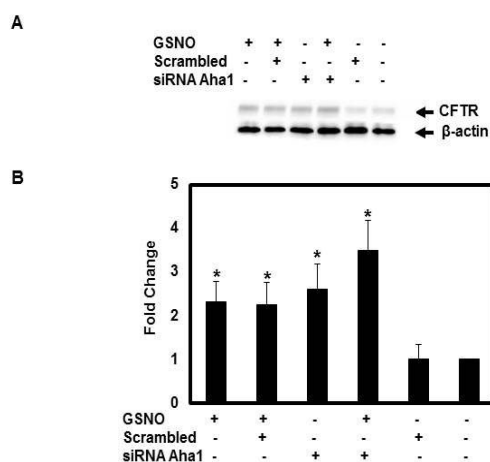 A
GSNO + + - + - -
Scrambled - + - - + -
siRNA Aha1 - - + + - -
CFTR
β-actin
B
5
4
3
2
1
0
Fold Change
* * * *
GSNO + + - + - -
Scrambled - + - - + -
siRNA Aha1 - - + + - -